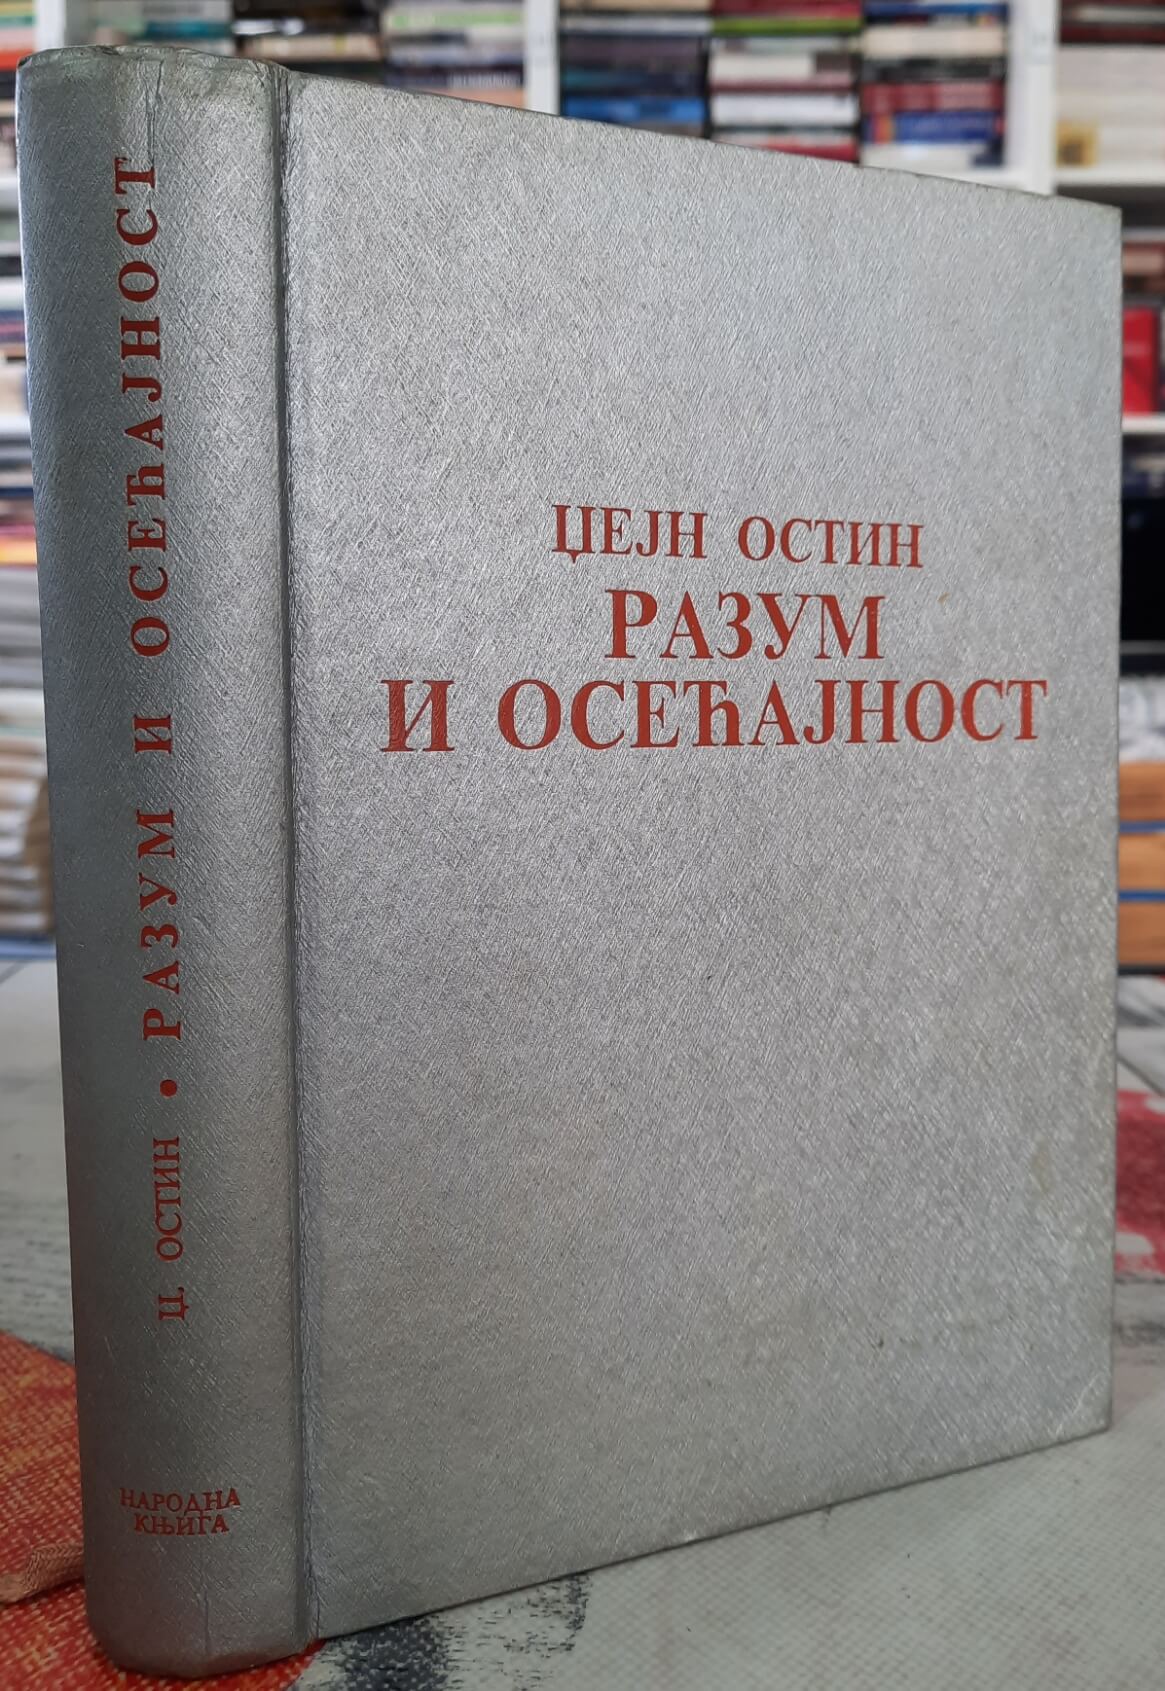 ЏЕЈН ОСТИН
РАЗУМ
И ОСЕЋАЈНОСТ
Џ. ОСТИН • РАЗУМ И ОСЕЋАЈНОСТ
НАРОДНА
КЊИГА